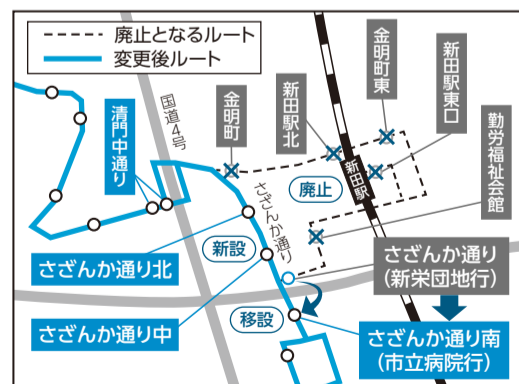 廃止となるルート
変更後ルート
清門中通り
国道4号
金明町
新田駅北
金明町東
新田駅東口
勤労福祉会館
新田駅
廃止
さざんか通り
さざんか通り北
新設
さざんか通り中
移設
さざんか通り
(新栄団地行)
さざんか通り南
(市立病院行)